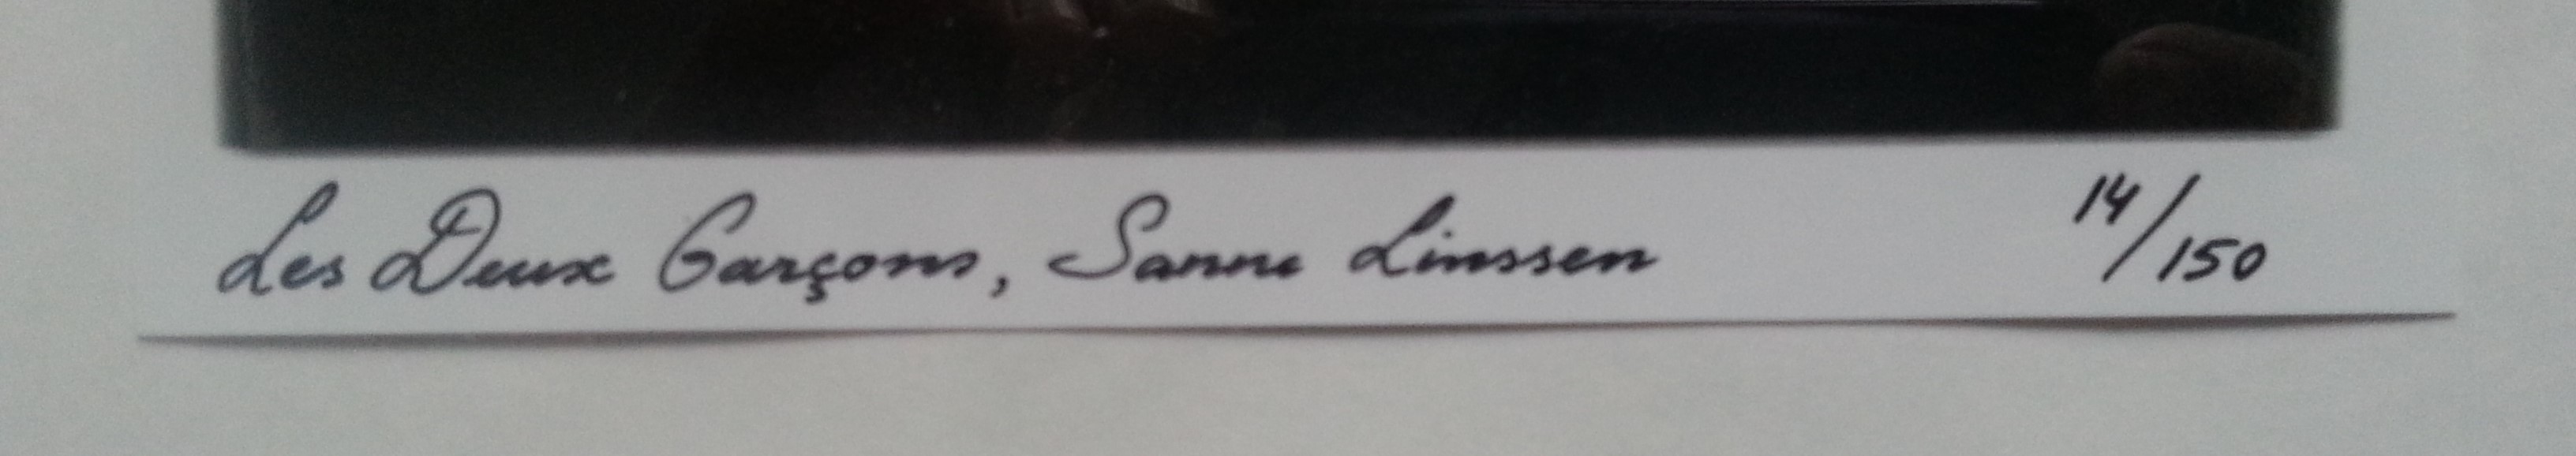 Les Deux Garçons, Sanne Linssen 14/150